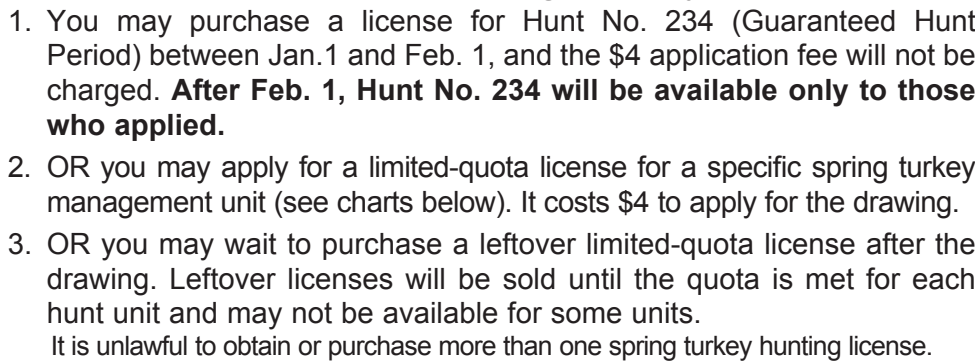 1. You may purchase a license for Hunt No. 234 (Guaranteed Hunt
Period) between Jan.1 and Feb. 1, and the $4 application fee will not be
charged. After Feb. 1, Hunt No. 234 will be available only to those
who applied.
2. OR you may apply for a limited-quota license for a specific spring turkey
management unit (see charts below). It costs $4 to apply for the drawing.
3. OR you may wait to purchase a leftover limited-quota license after the
drawing. Leftover licenses will be sold until the quota is met for each
hunt unit and may not be available for some units.
It is unlawful to obtain or purchase more than one spring turkey hunting license.